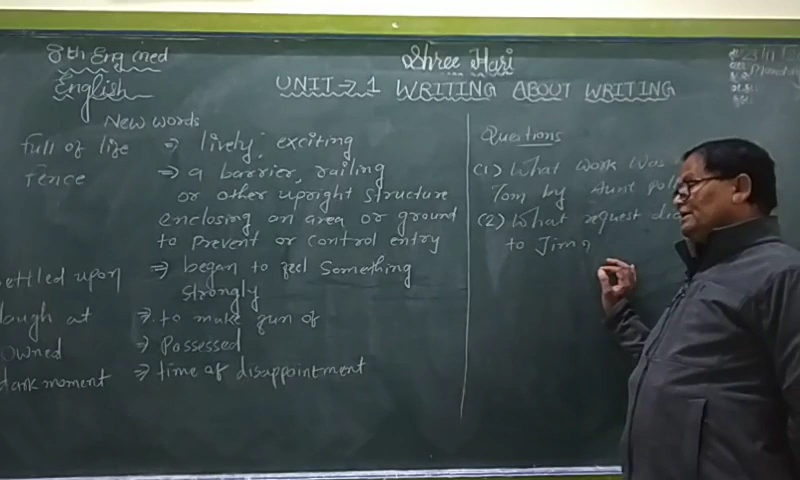 8th Eng med
Shree Hari
English
UNIT → 1 WRITING ABOUT WRITING
New words
full of life ⇒ lively, exciting
Fence ⇒ a barrier, railing
or other upright structure
enclosing an area or ground
to prevent or control entry
settled upon ⇒ began to feel something
strongly
laugh at ⇒ to make fun of
owned ⇒ Possessed
dark moment ⇒ time of disappointment
Questions
(1) What work was
Tom by Aunt
(2) What request
to Jim?